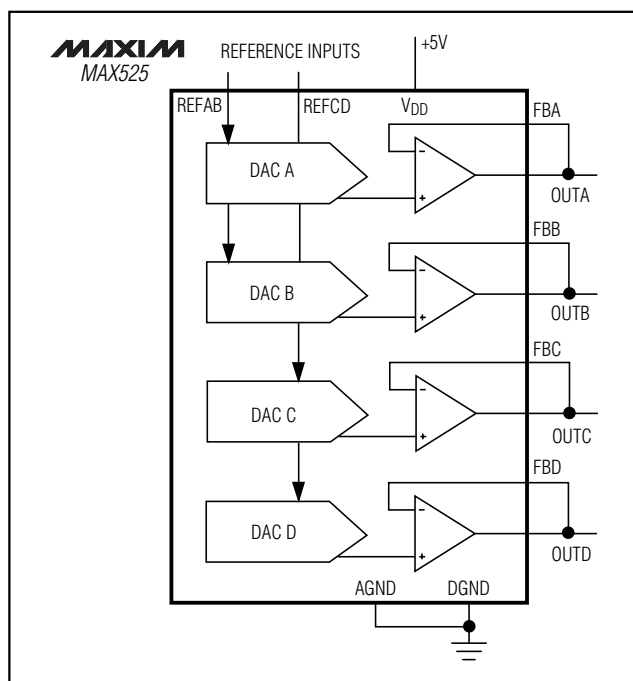 MAXIM
MAX525
REFERENCE INPUTS
+5V
REFAB
REFCD
VDD
FBA
DAC A
-
+
OUTA
FBB
DAC B
-
+
OUTB
FBC
DAC C
-
+
OUTC
FBD
DAC D
-
+
OUTD
AGND
DGND